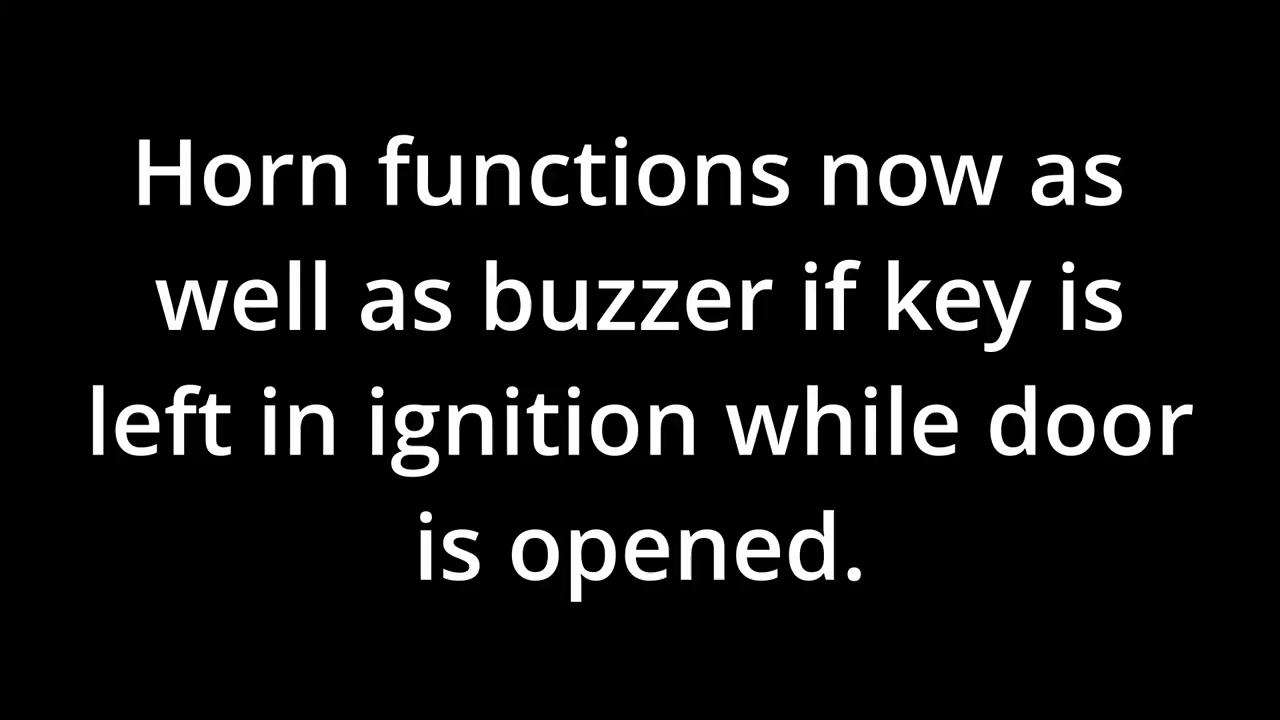 Horn functions now as
well as buzzer if key is
left in ignition while door
is opened.